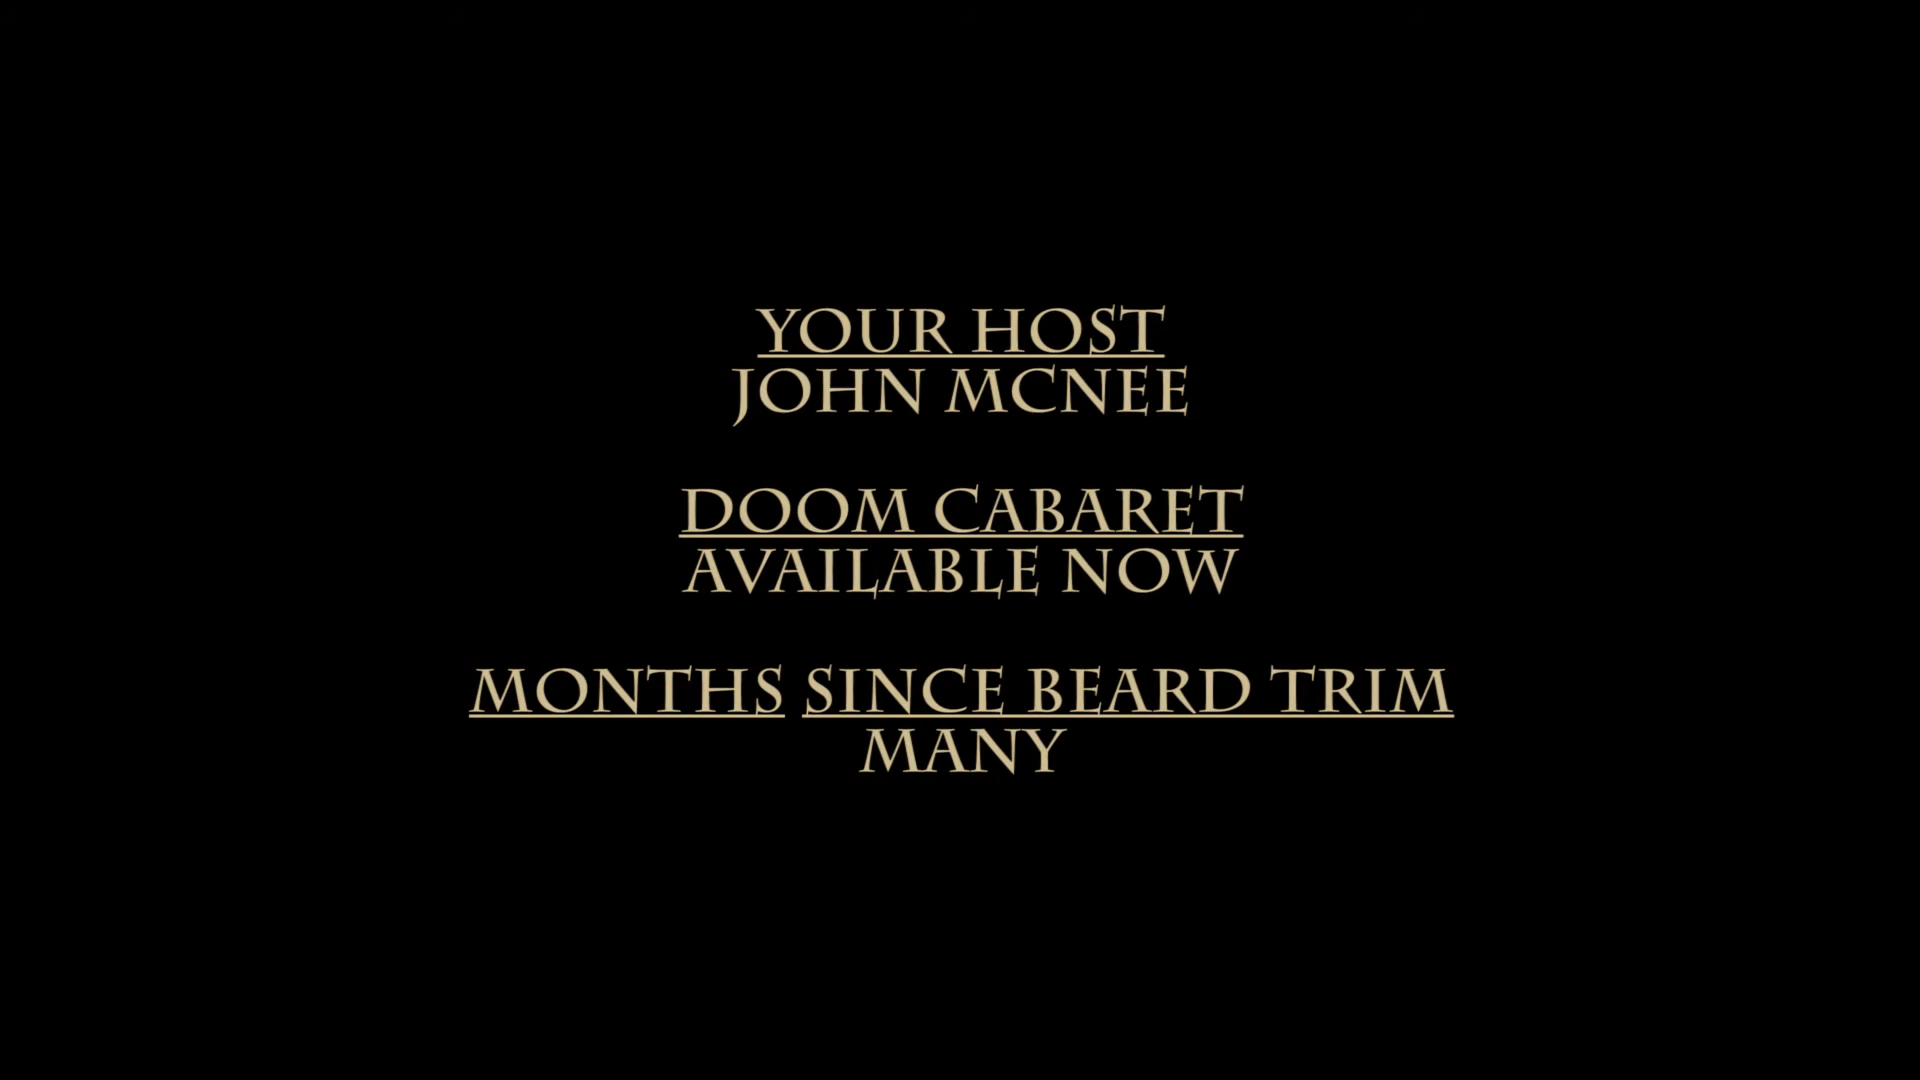 YOUR HOST
JOHN MCNEE
DOOM CABARET
AVAILABLE NOW
MONTHS SINCE BEARD TRIM
MANY